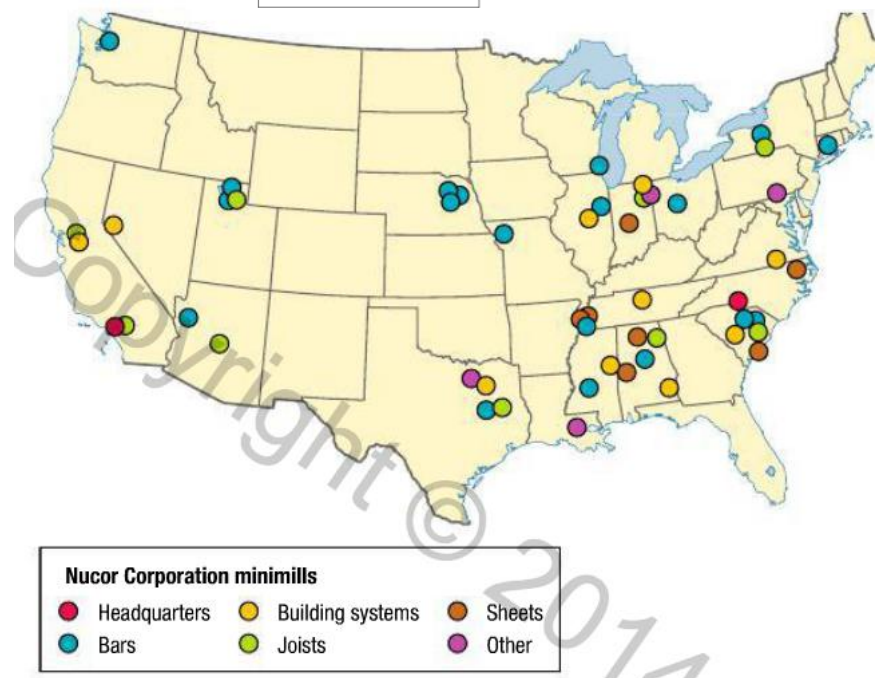 Copyright © 2014
Nucor Corporation minimills
Headquarters
Building systems
Sheets
Bars
Joists
Other